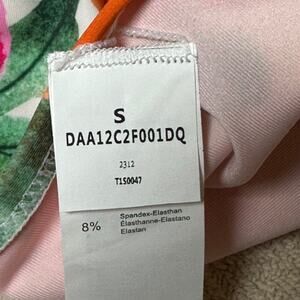 S
DAA12C2F001DQ
2312
T1S0047
8% Spandex-Elasthan
Élasthanne-Elastano
Elastan